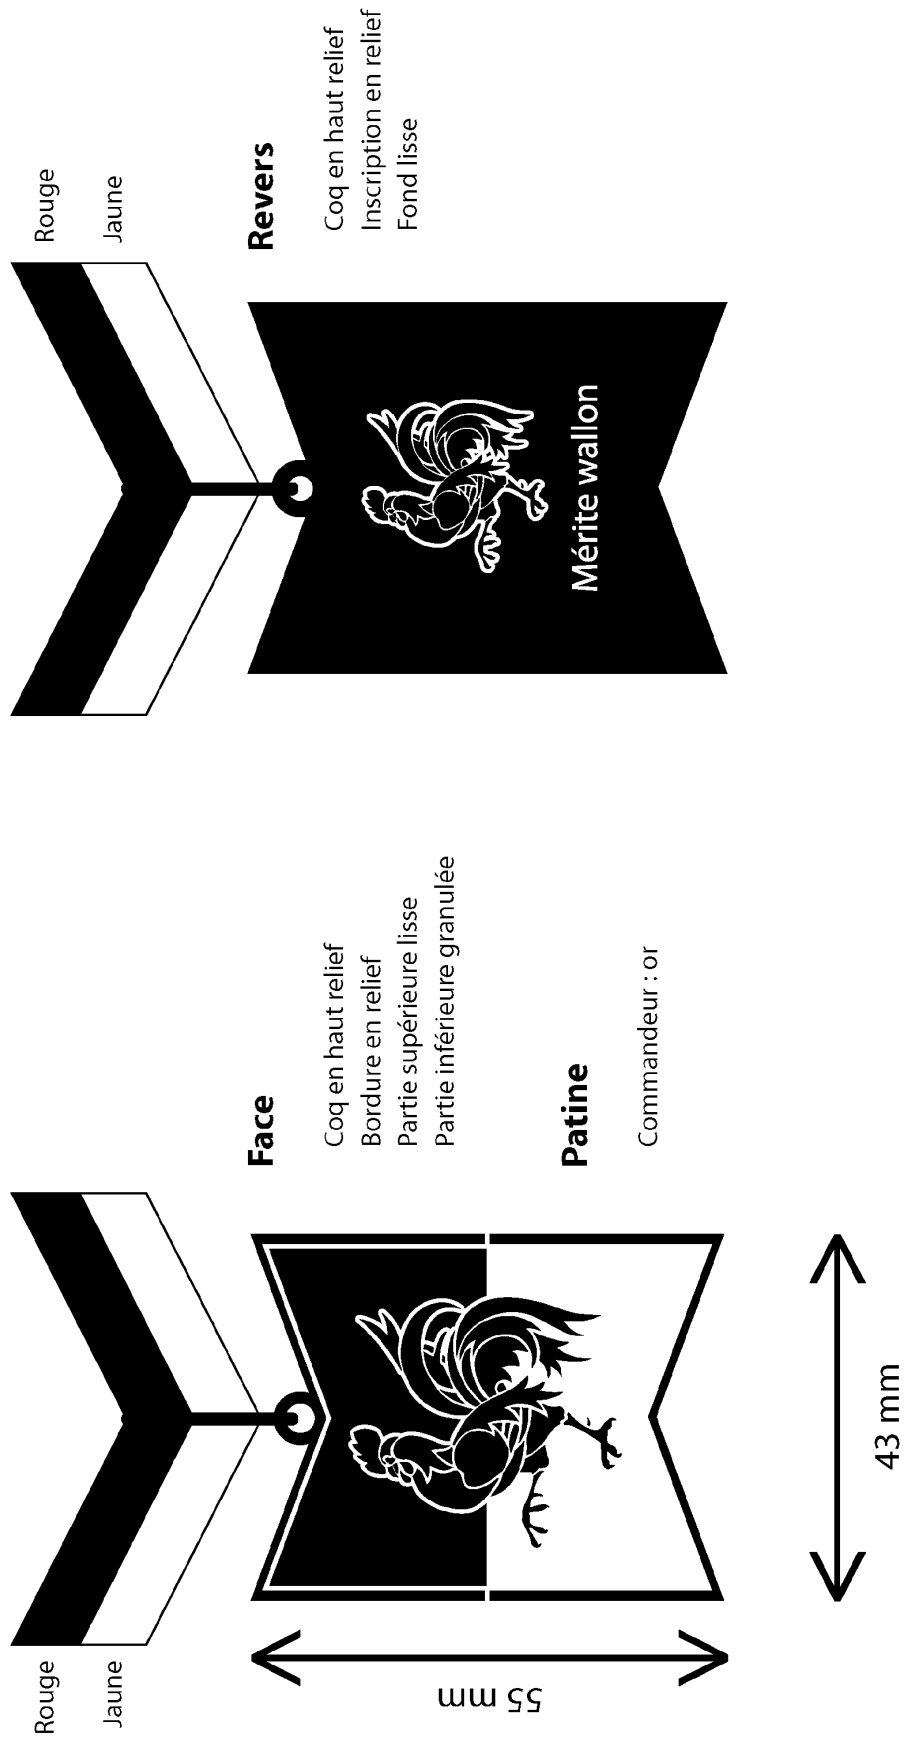 Rouge
Jaune
Face
Coq en haut relief
Bordure en relief
Partie supérieure lisse
Partie inférieure granulée
Patine
Commandeur : or
55 mm
43 mm
Rouge
Jaune
Revers
Coq en haut relief
Inscription en relief
Fond lisse
Mérite wallon